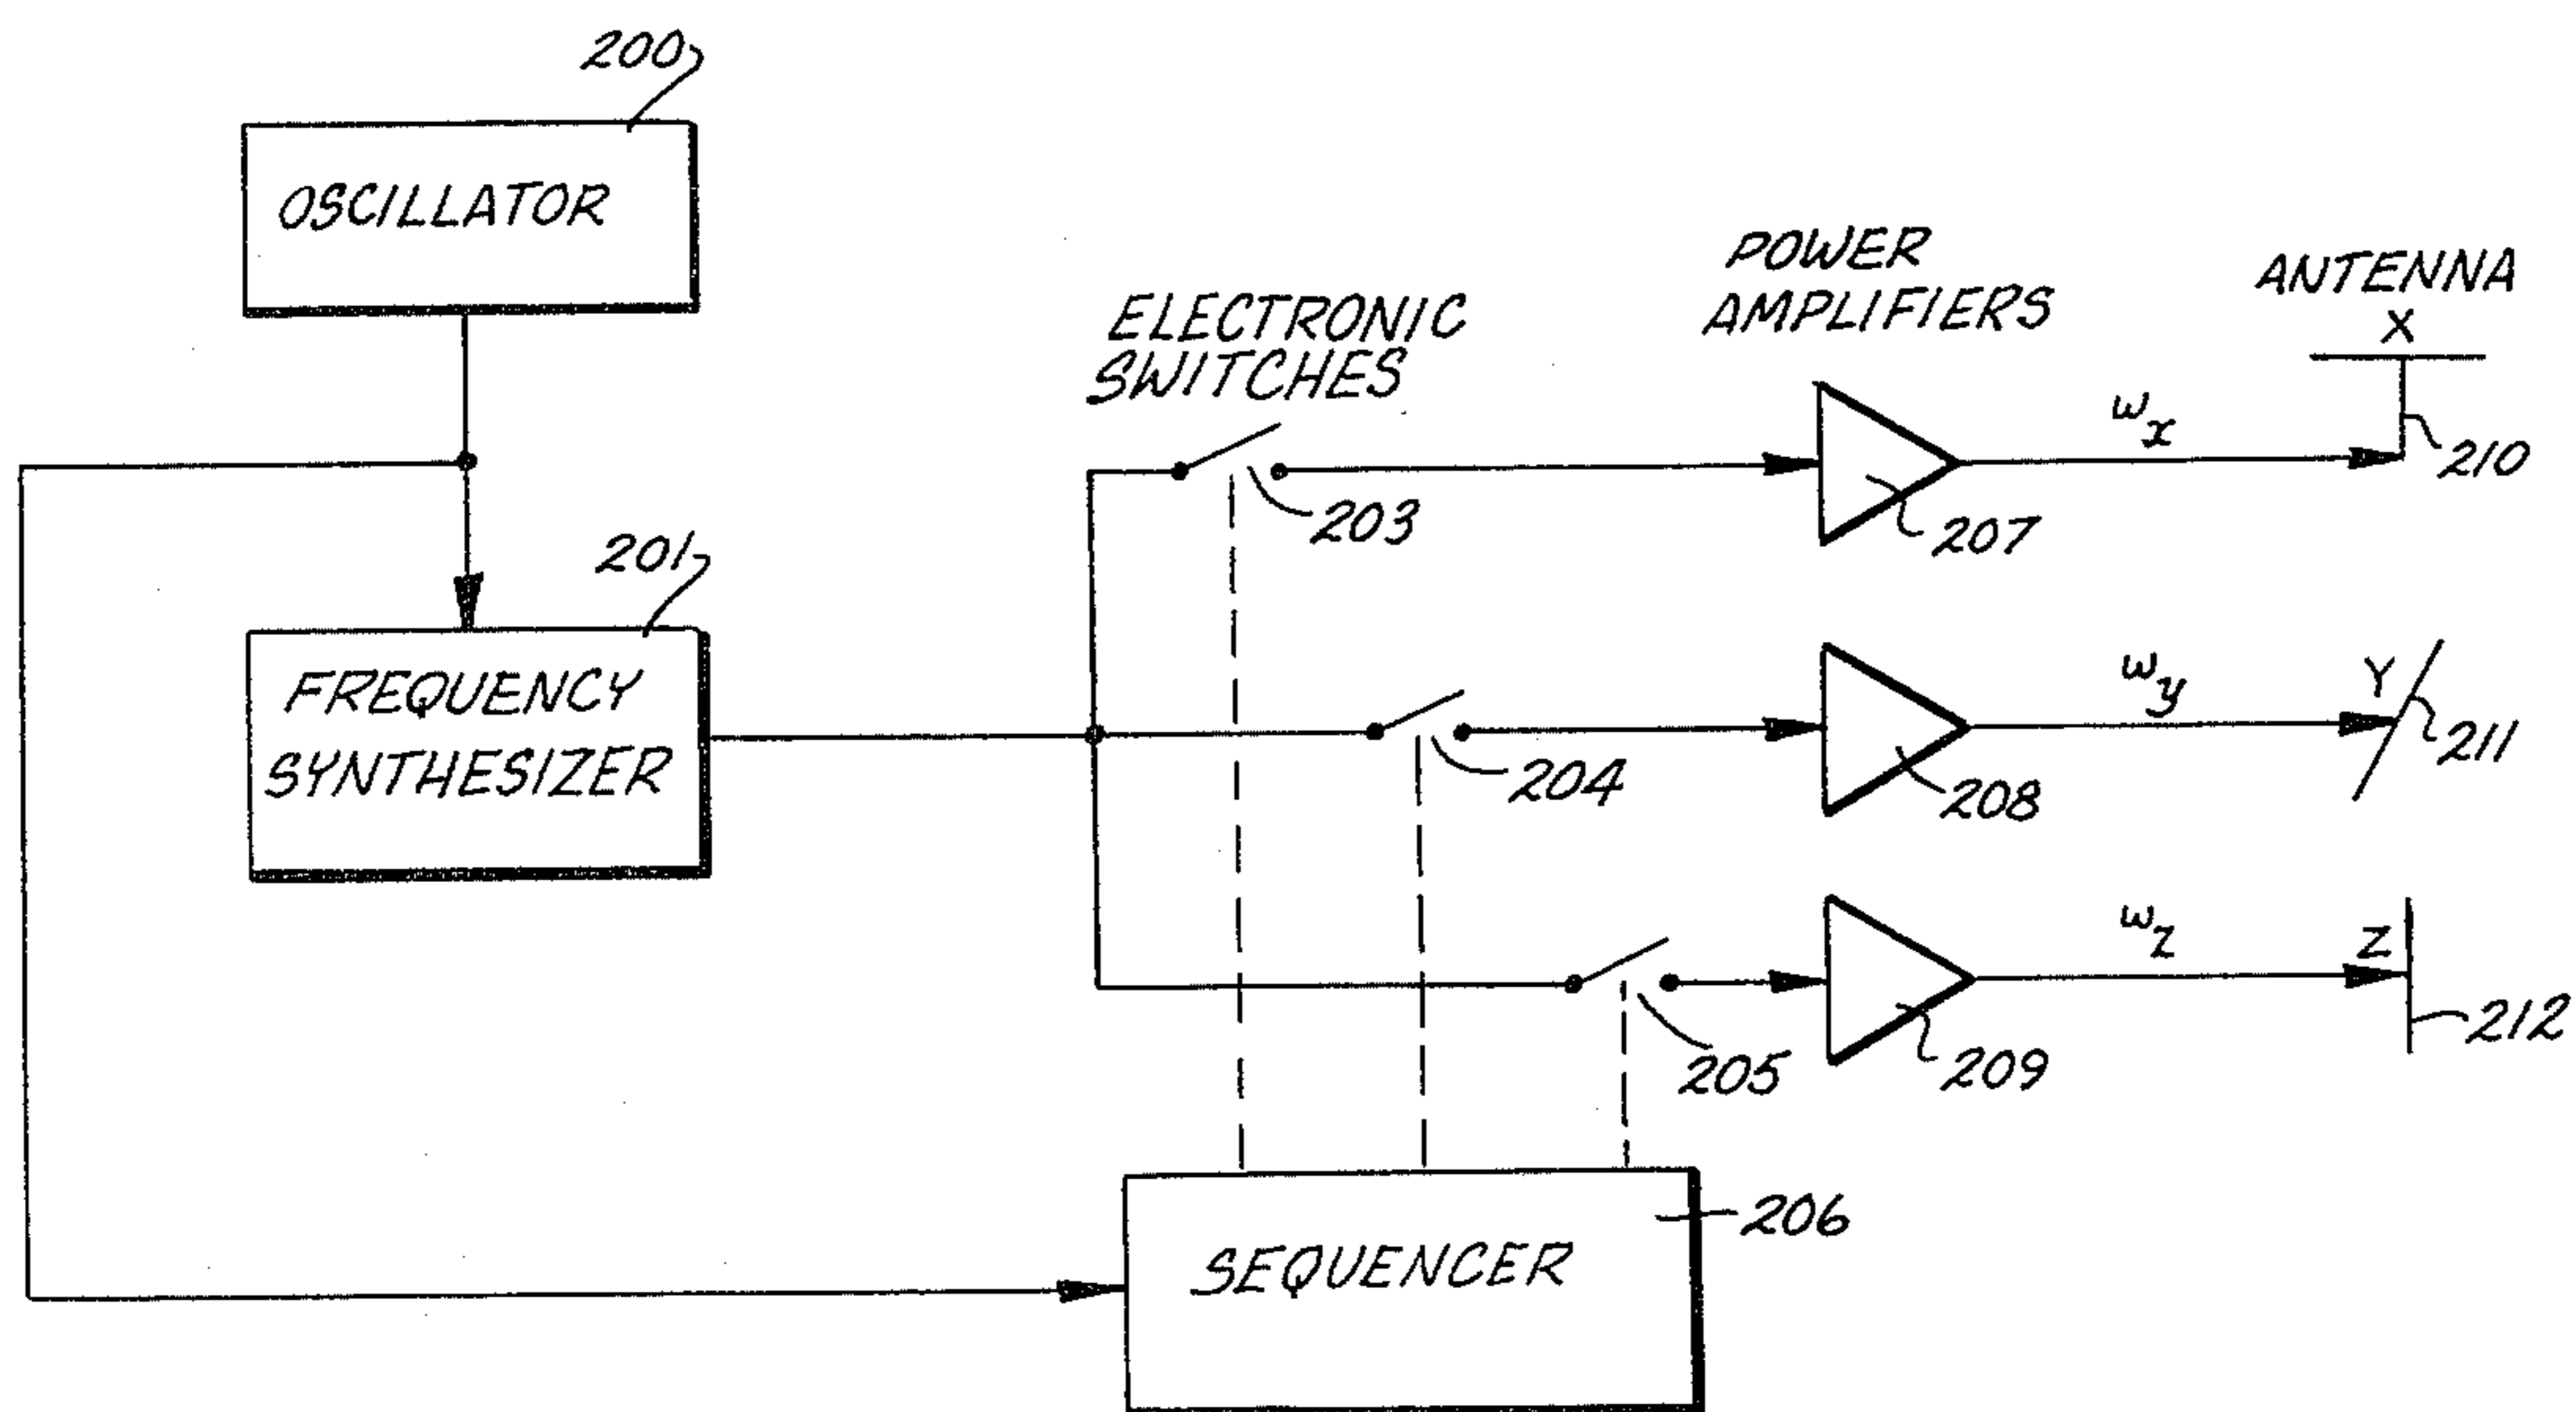 200
OSCILLATOR
POWER
AMPLIFIERS
ANTENNA
X
ELECTRONIC
SWITCHES
ωx
210
203
207
201
FREQUENCY
SYNTHESIZER
ωy
Y
211
204
208
ωz
Z
212
205
209
206
SEQUENCER